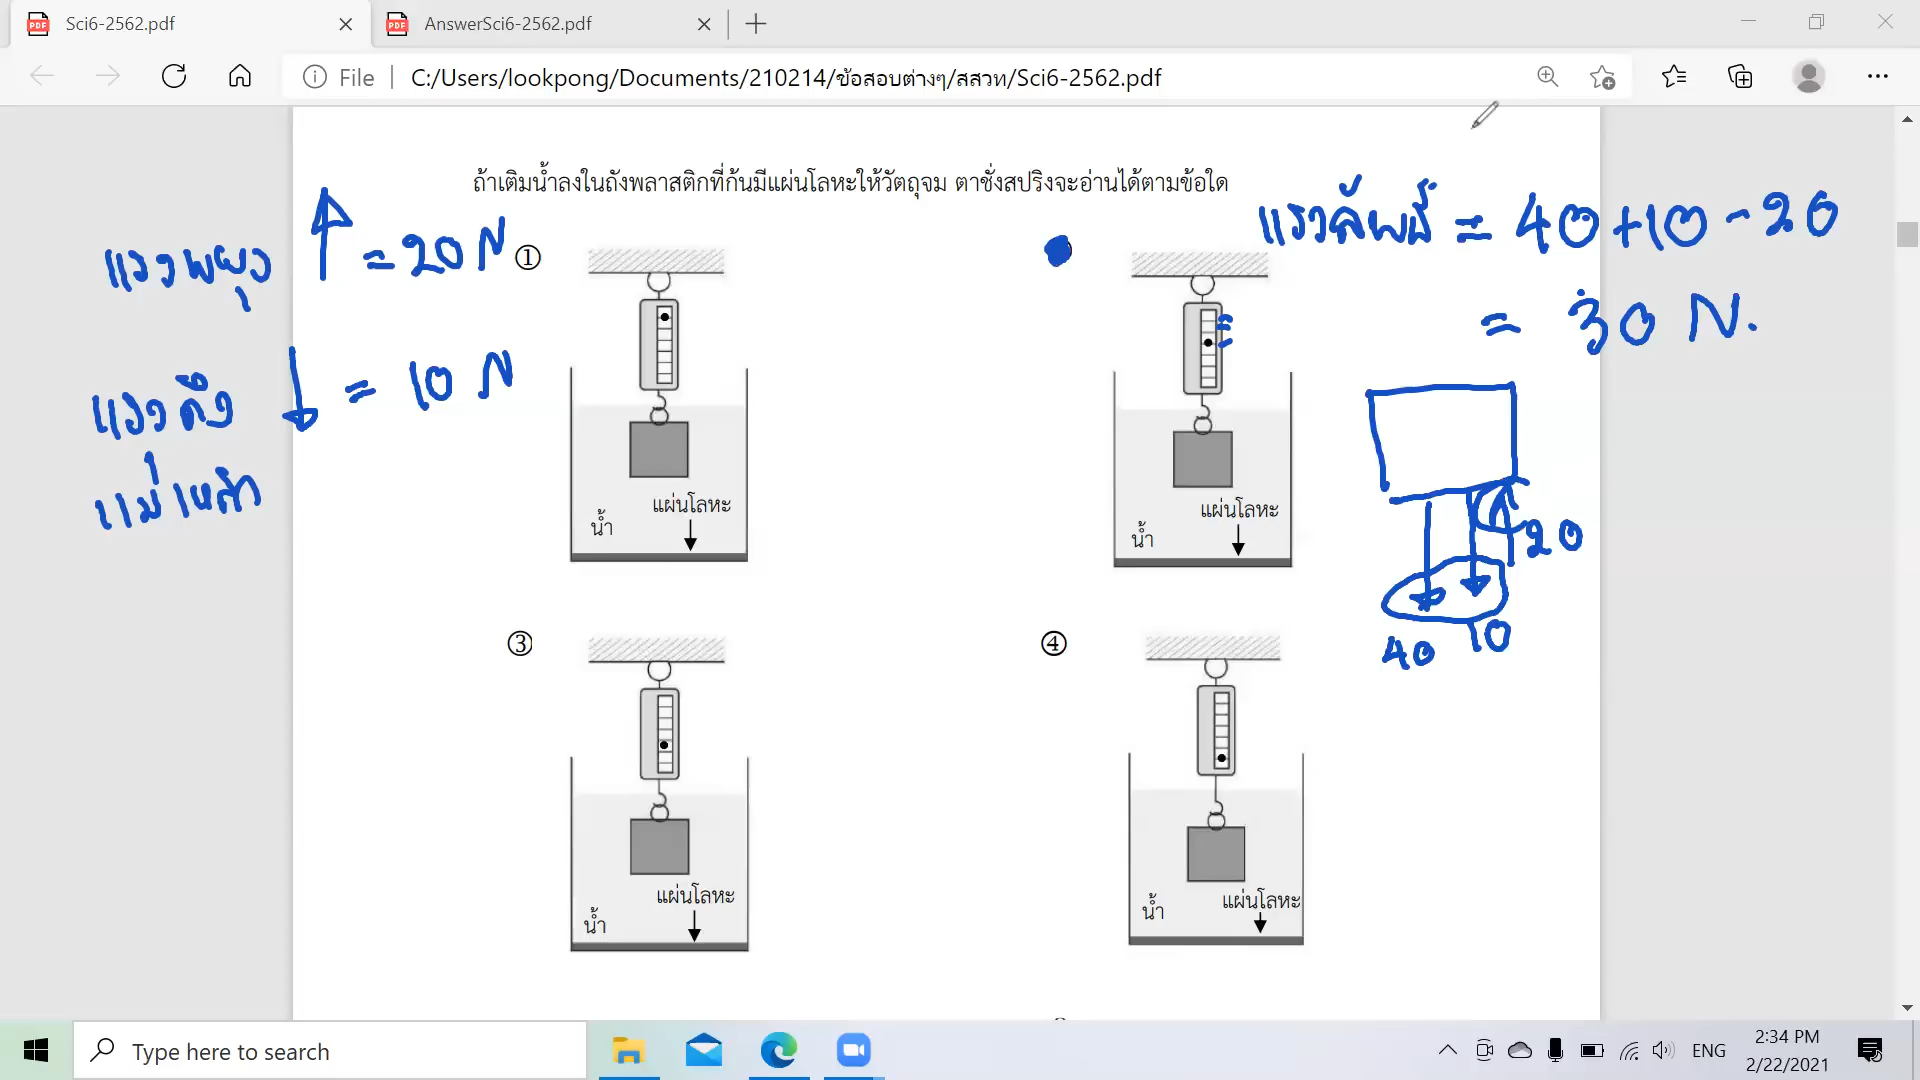 Sci6-2562.pdf
AnswerSci6-2562.pdf
File
C:/Users/lookpong/Documents/210214/ข้อสอบต่างๆ/สสวท/Sci6-2562.pdf
ถ้าเติมน้ำลงในถังพลาสติกที่ก้นมีแผ่นโลหะให้วัตถุจม ตาชั่งสปริงจะอ่านได้ตามข้อใด
แรงพยุง ↑ = 20 N
แรงลัพธ์ = 40+10-20
= 30 N.
แรงดึง ↓ = 10 N
แม่เหล็ก
①
แผ่นโลหะ
น้ำ
แผ่นโลหะ
น้ำ
20
40
10
③
แผ่นโลหะ
น้ำ
④
แผ่นโลหะ
น้ำ
Type here to search
ENG
2:34 PM
2/22/2021